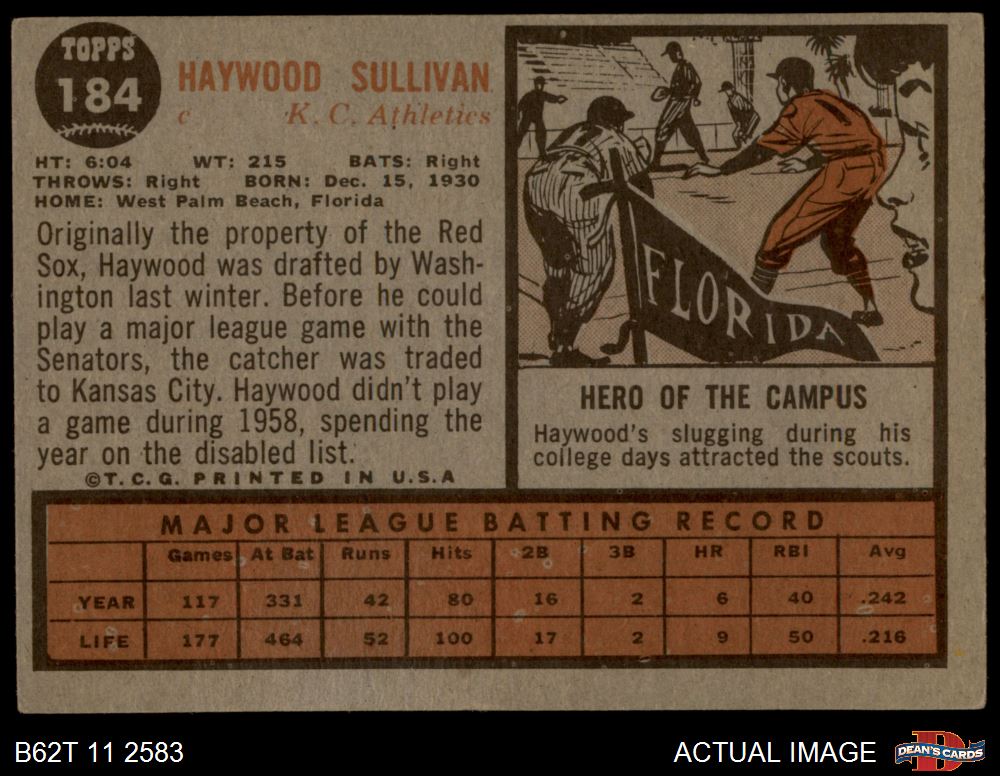 TOPPS
184
HAYWOOD SULLIVAN
c K. C. Athletics
HT: 6:04 WT: 215 BATS: Right
THROWS: Right BORN: Dec. 15, 1930
HOME: West Palm Beach, Florida
Originally the property of the Red
Sox, Haywood was drafted by Wash-
ington last winter. Before he could
play a major league game with the
Senators, the catcher was traded
to Kansas City. Haywood didn't play
a game during 1958, spending the
year on the disabled list.
©T. C. G. PRINTED IN U.S.A
FLORIDA
HERO OF THE CAMPUS
Haywood's slugging during his
college days attracted the scouts.
MAJOR LEAGUE BATTING RECORD
Games At Bat Runs Hits 2B 3B HR RBI Avg
YEAR 117 331 42 80 16 2 6 40 .242
LIFE 177 464 52 100 17 2 9 50 .216
B62T 11 2583
ACTUAL IMAGE
D
DEAN'S CARDS